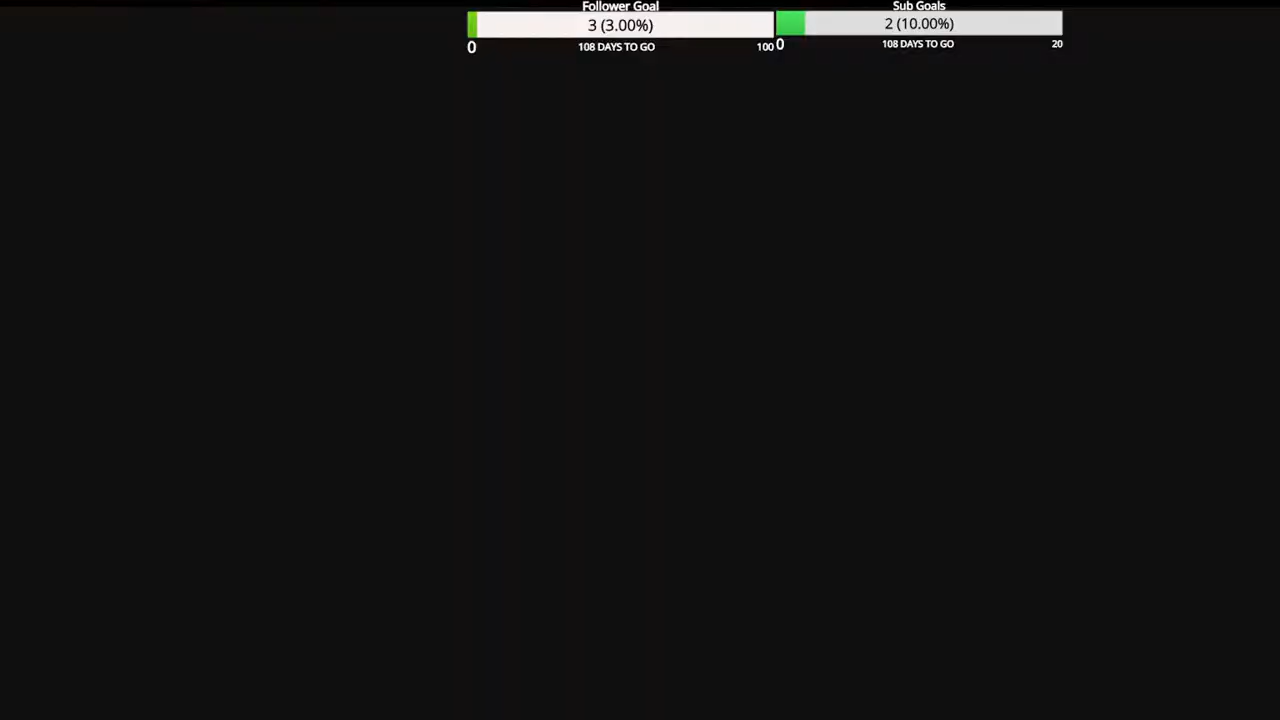 Follower Goal
3 (3.00%)
0 108 DAYS TO GO 100
Sub Goals
2 (10.00%)
0 108 DAYS TO GO 20